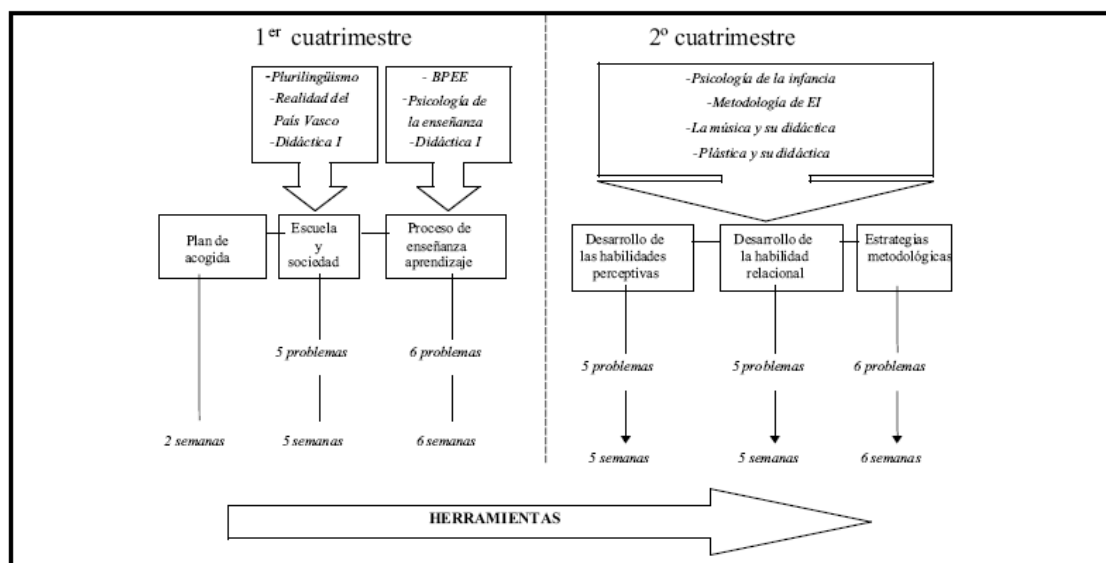 1er cuatrimestre
2º cuatrimestre
-Plurilingüismo
-Realidad del
País Vasco
-Didáctica I
- BPEE
-Psicología de
la enseñanza
-Didáctica I
-Psicología de la infancia
-Metodología de EI
-La música y su didáctica
-Plástica y su didáctica
Plan de
acogida
Escuela
y
sociedad
Proceso de
enseñanza
aprendizaje
Desarrollo de
las habilidades
perceptivas
Desarrollo de
la habilidad
relacional
Estrategias
metodológicas
5 problemas
6 problemas
5 problemas
5 problemas
6 problemas
2 semanas
5 semanas
6 semanas
5 semanas
5 semanas
6 semanas
HERRAMIENTAS